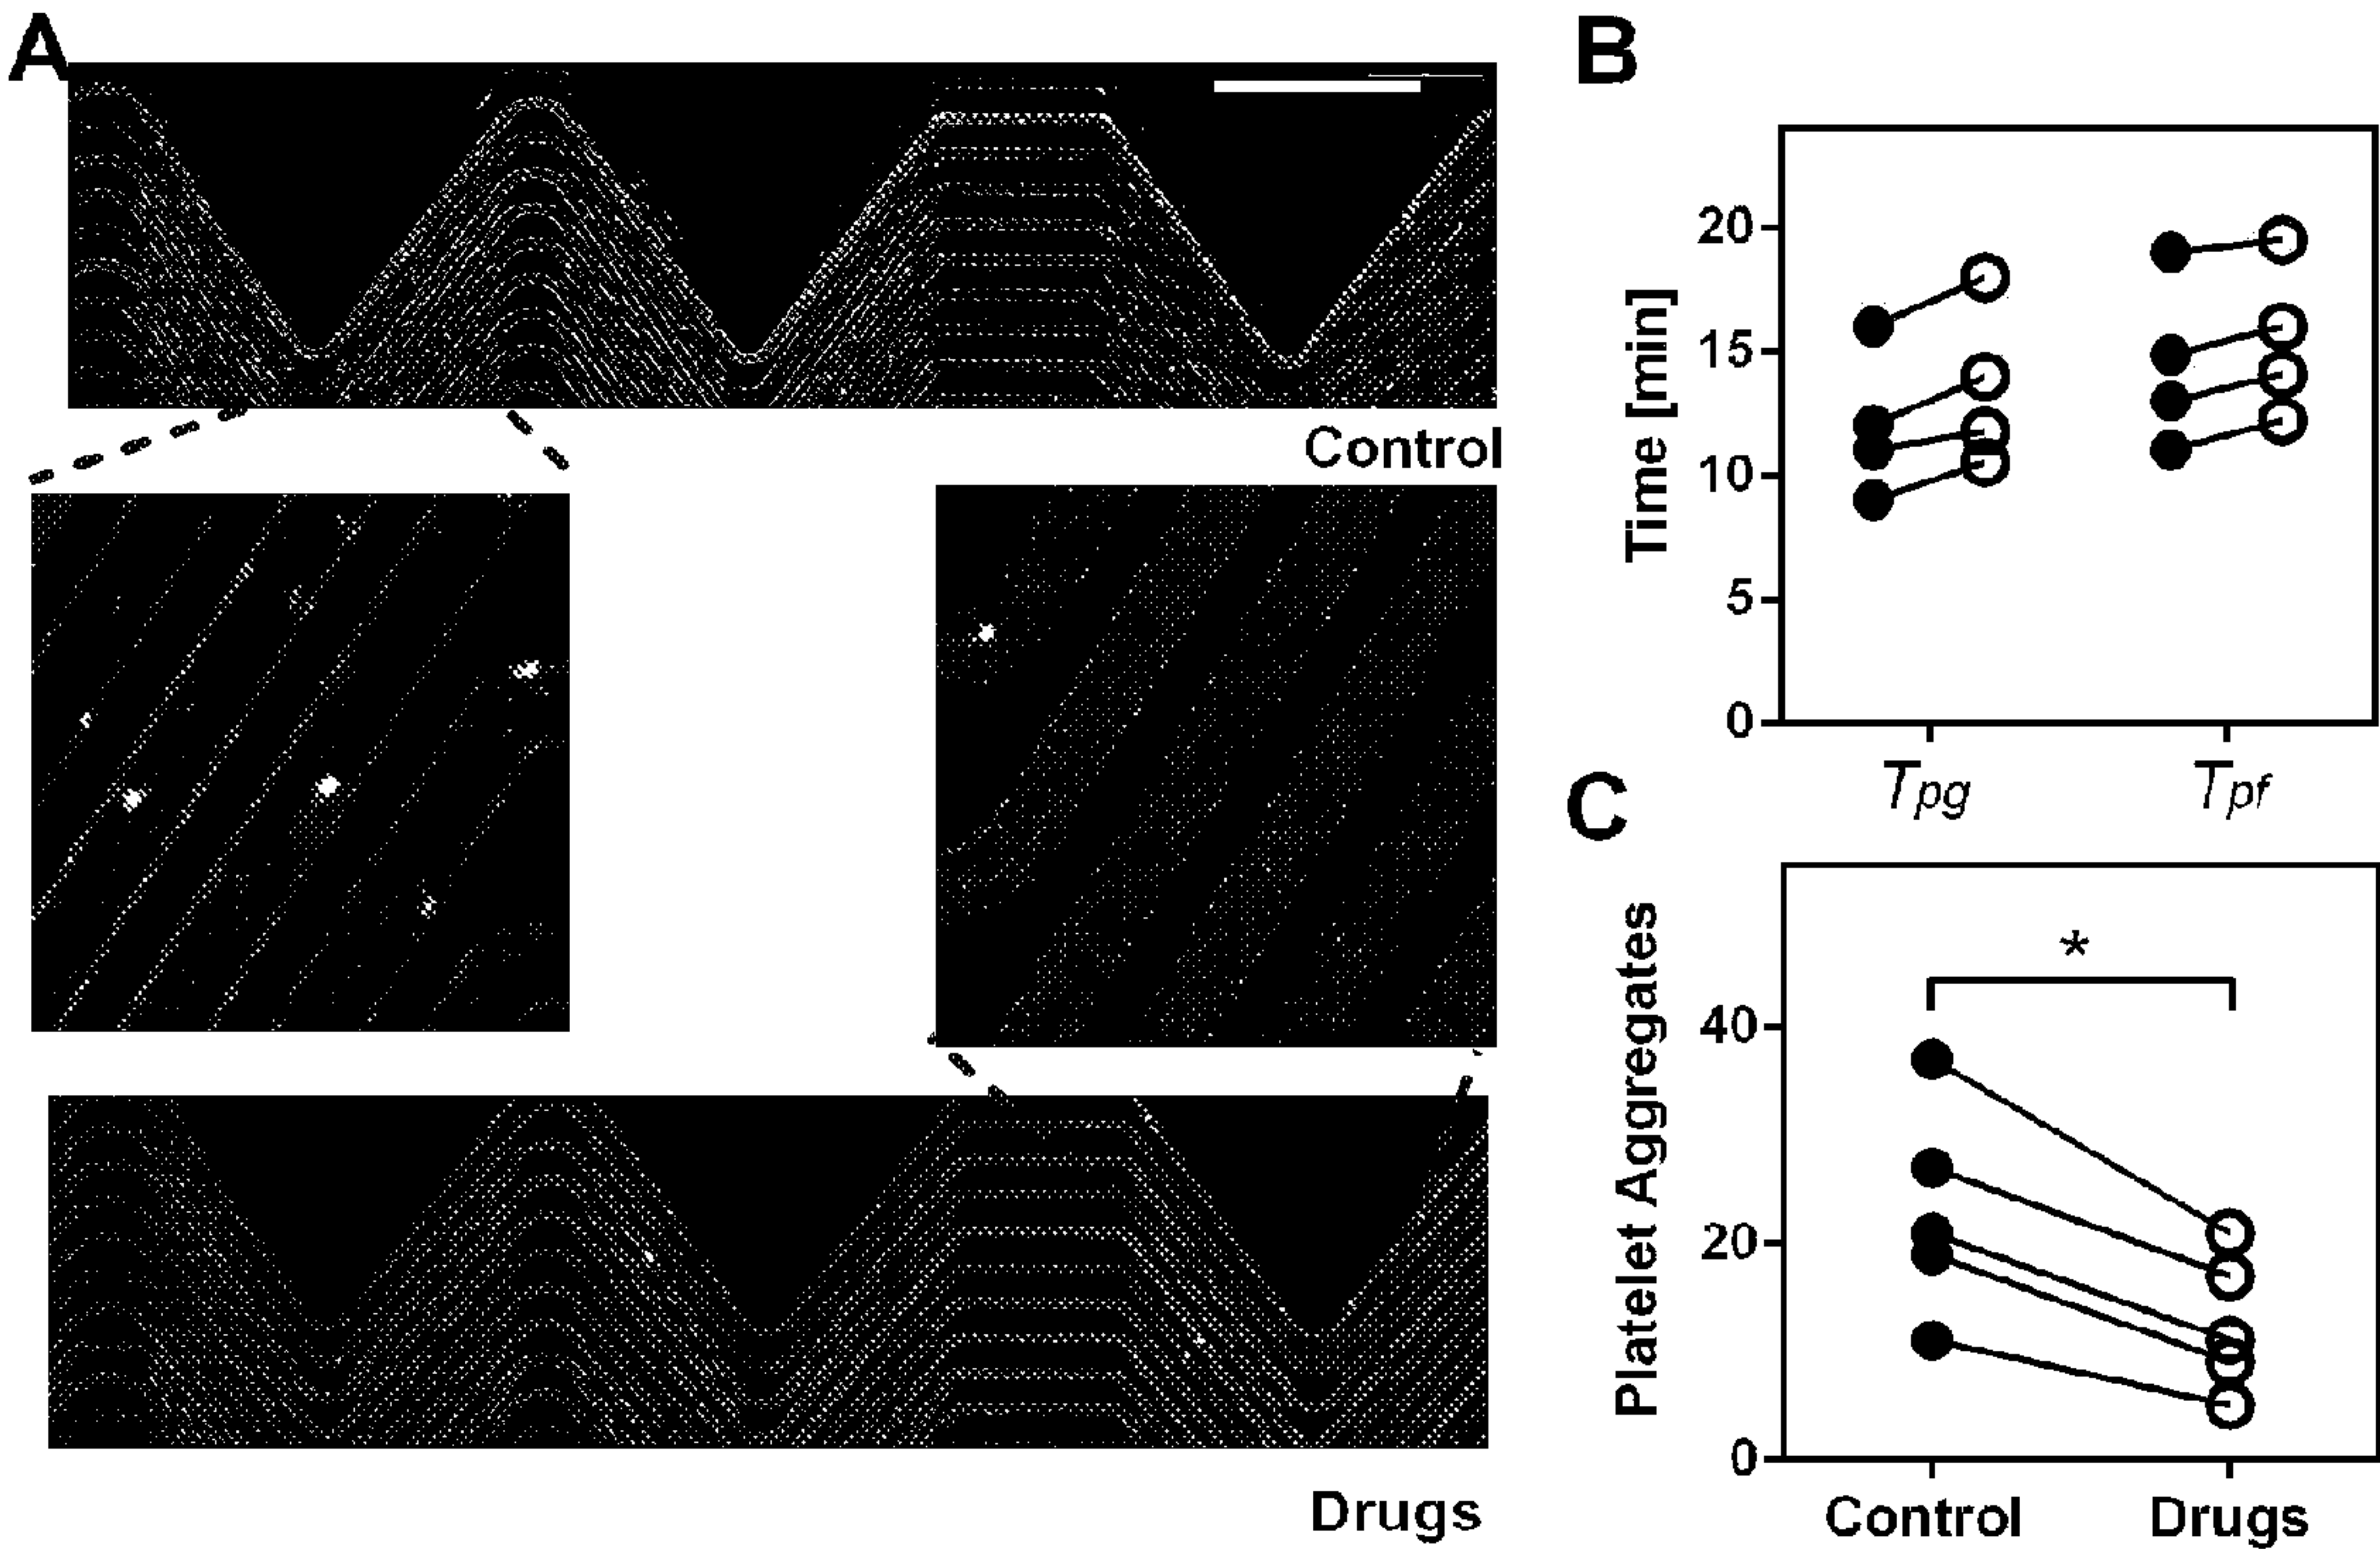 A
Control
Drugs
B
Time [min]
20
15
10
5
0
Tpg
Tpf
C
Platelet Aggregates
*
40
20
0
Control
Drugs